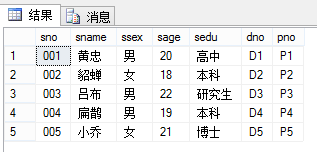 结果 消息
sno sname ssex sage sedu dno pno
1 001 黄忠 男 20 高中 D1 P1
2 002 貂蝉 女 18 本科 D2 P2
3 003 吕布 男 22 研究生 D3 P3
4 004 扁鹊 男 19 本科 D4 P4
5 005 小乔 女 21 博士 D5 P5